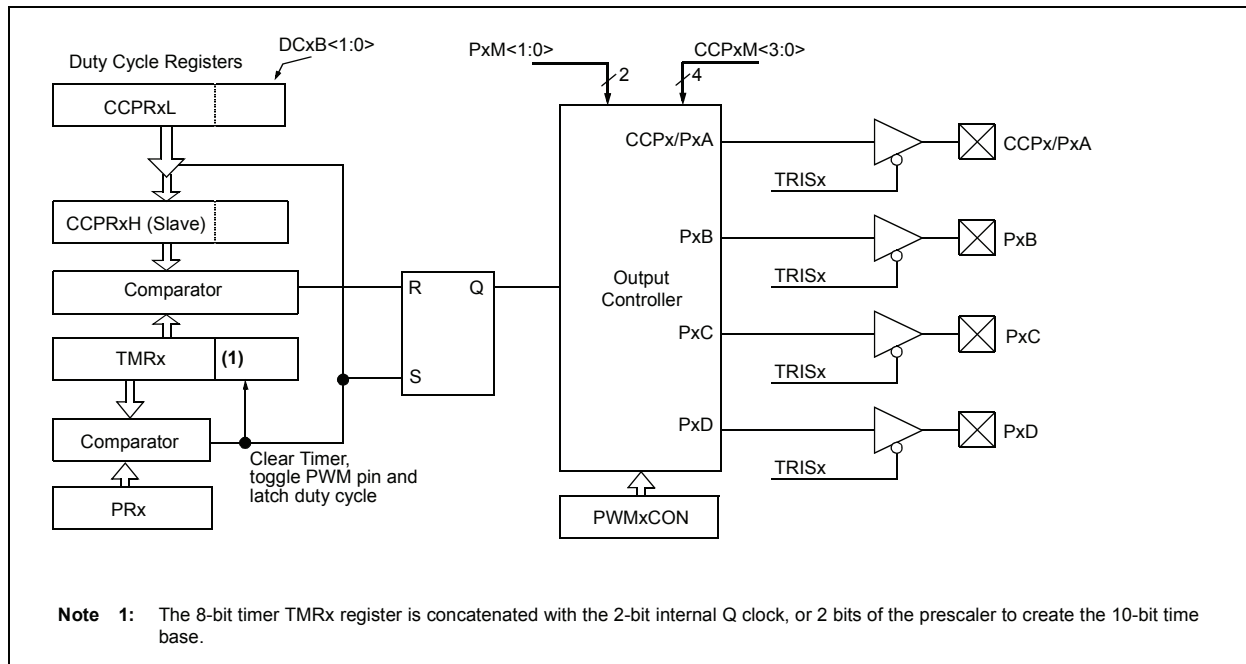 Duty Cycle Registers
DCxB<1:0>
CCPRxL
CCPRxH (Slave)
Comparator
TMRx
(1)
Comparator
PRx
Clear Timer,
toggle PWM pin and
latch duty cycle
R
Q
S
PxM<1:0>
2
CCPxM<3:0>
4
Output
Controller
CCPx/PxA
PxB
PxC
PxD
PWMxCON
TRISx
CCPx/PxA
TRISx
PxB
TRISx
PxC
TRISx
PxD
Note 1: The 8-bit timer TMRx register is concatenated with the 2-bit internal Q clock, or 2 bits of the prescaler to create the 10-bit time
base.